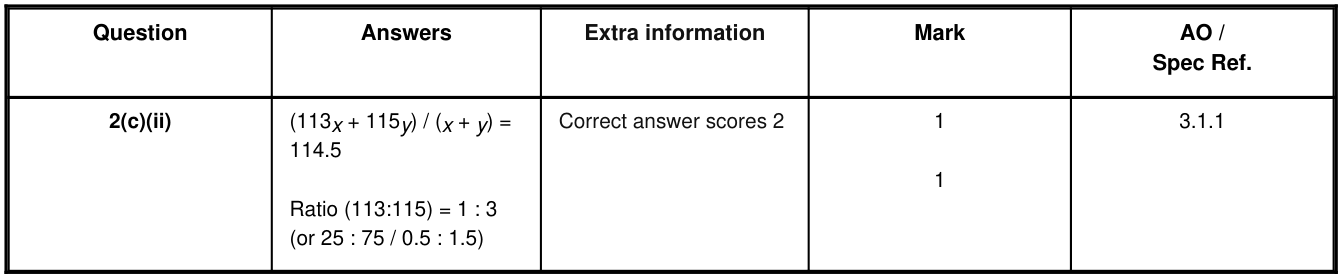 Question Answers Extra information Mark AO /
Spec Ref.
2(c)(ii) (113x + 115y) / (x + y) = Correct answer scores 2 1 3.1.1
114.5
1
Ratio (113:115) = 1 : 3
(or 25 : 75 / 0.5 : 1.5)